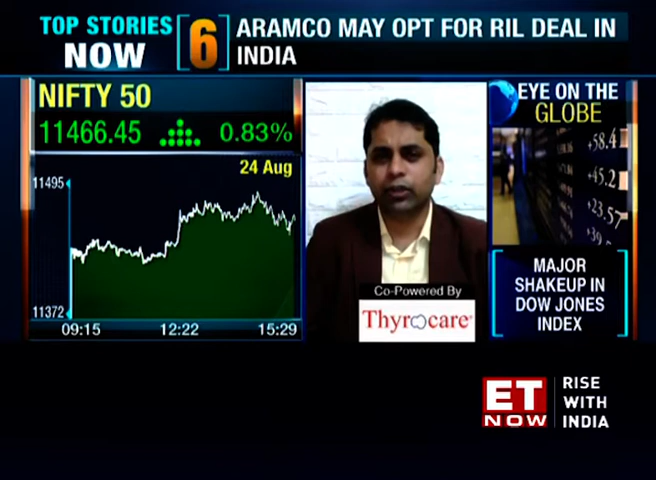 TOP STORIES
NOW
6
ARAMCO MAY OPT FOR RIL DEAL IN
INDIA
NIFTY 50
11466.45
0.83%
24 Aug
11495
11372
09:15
12:22
15:29
Co-Powered By
Thyrocare
EYE ON THE
GLOBE
+58.4
+45.2
+23.57
+39.
MAJOR
SHAKEUP IN
DOW JONES
INDEX
ET
NOW
RISE
WITH
INDIA